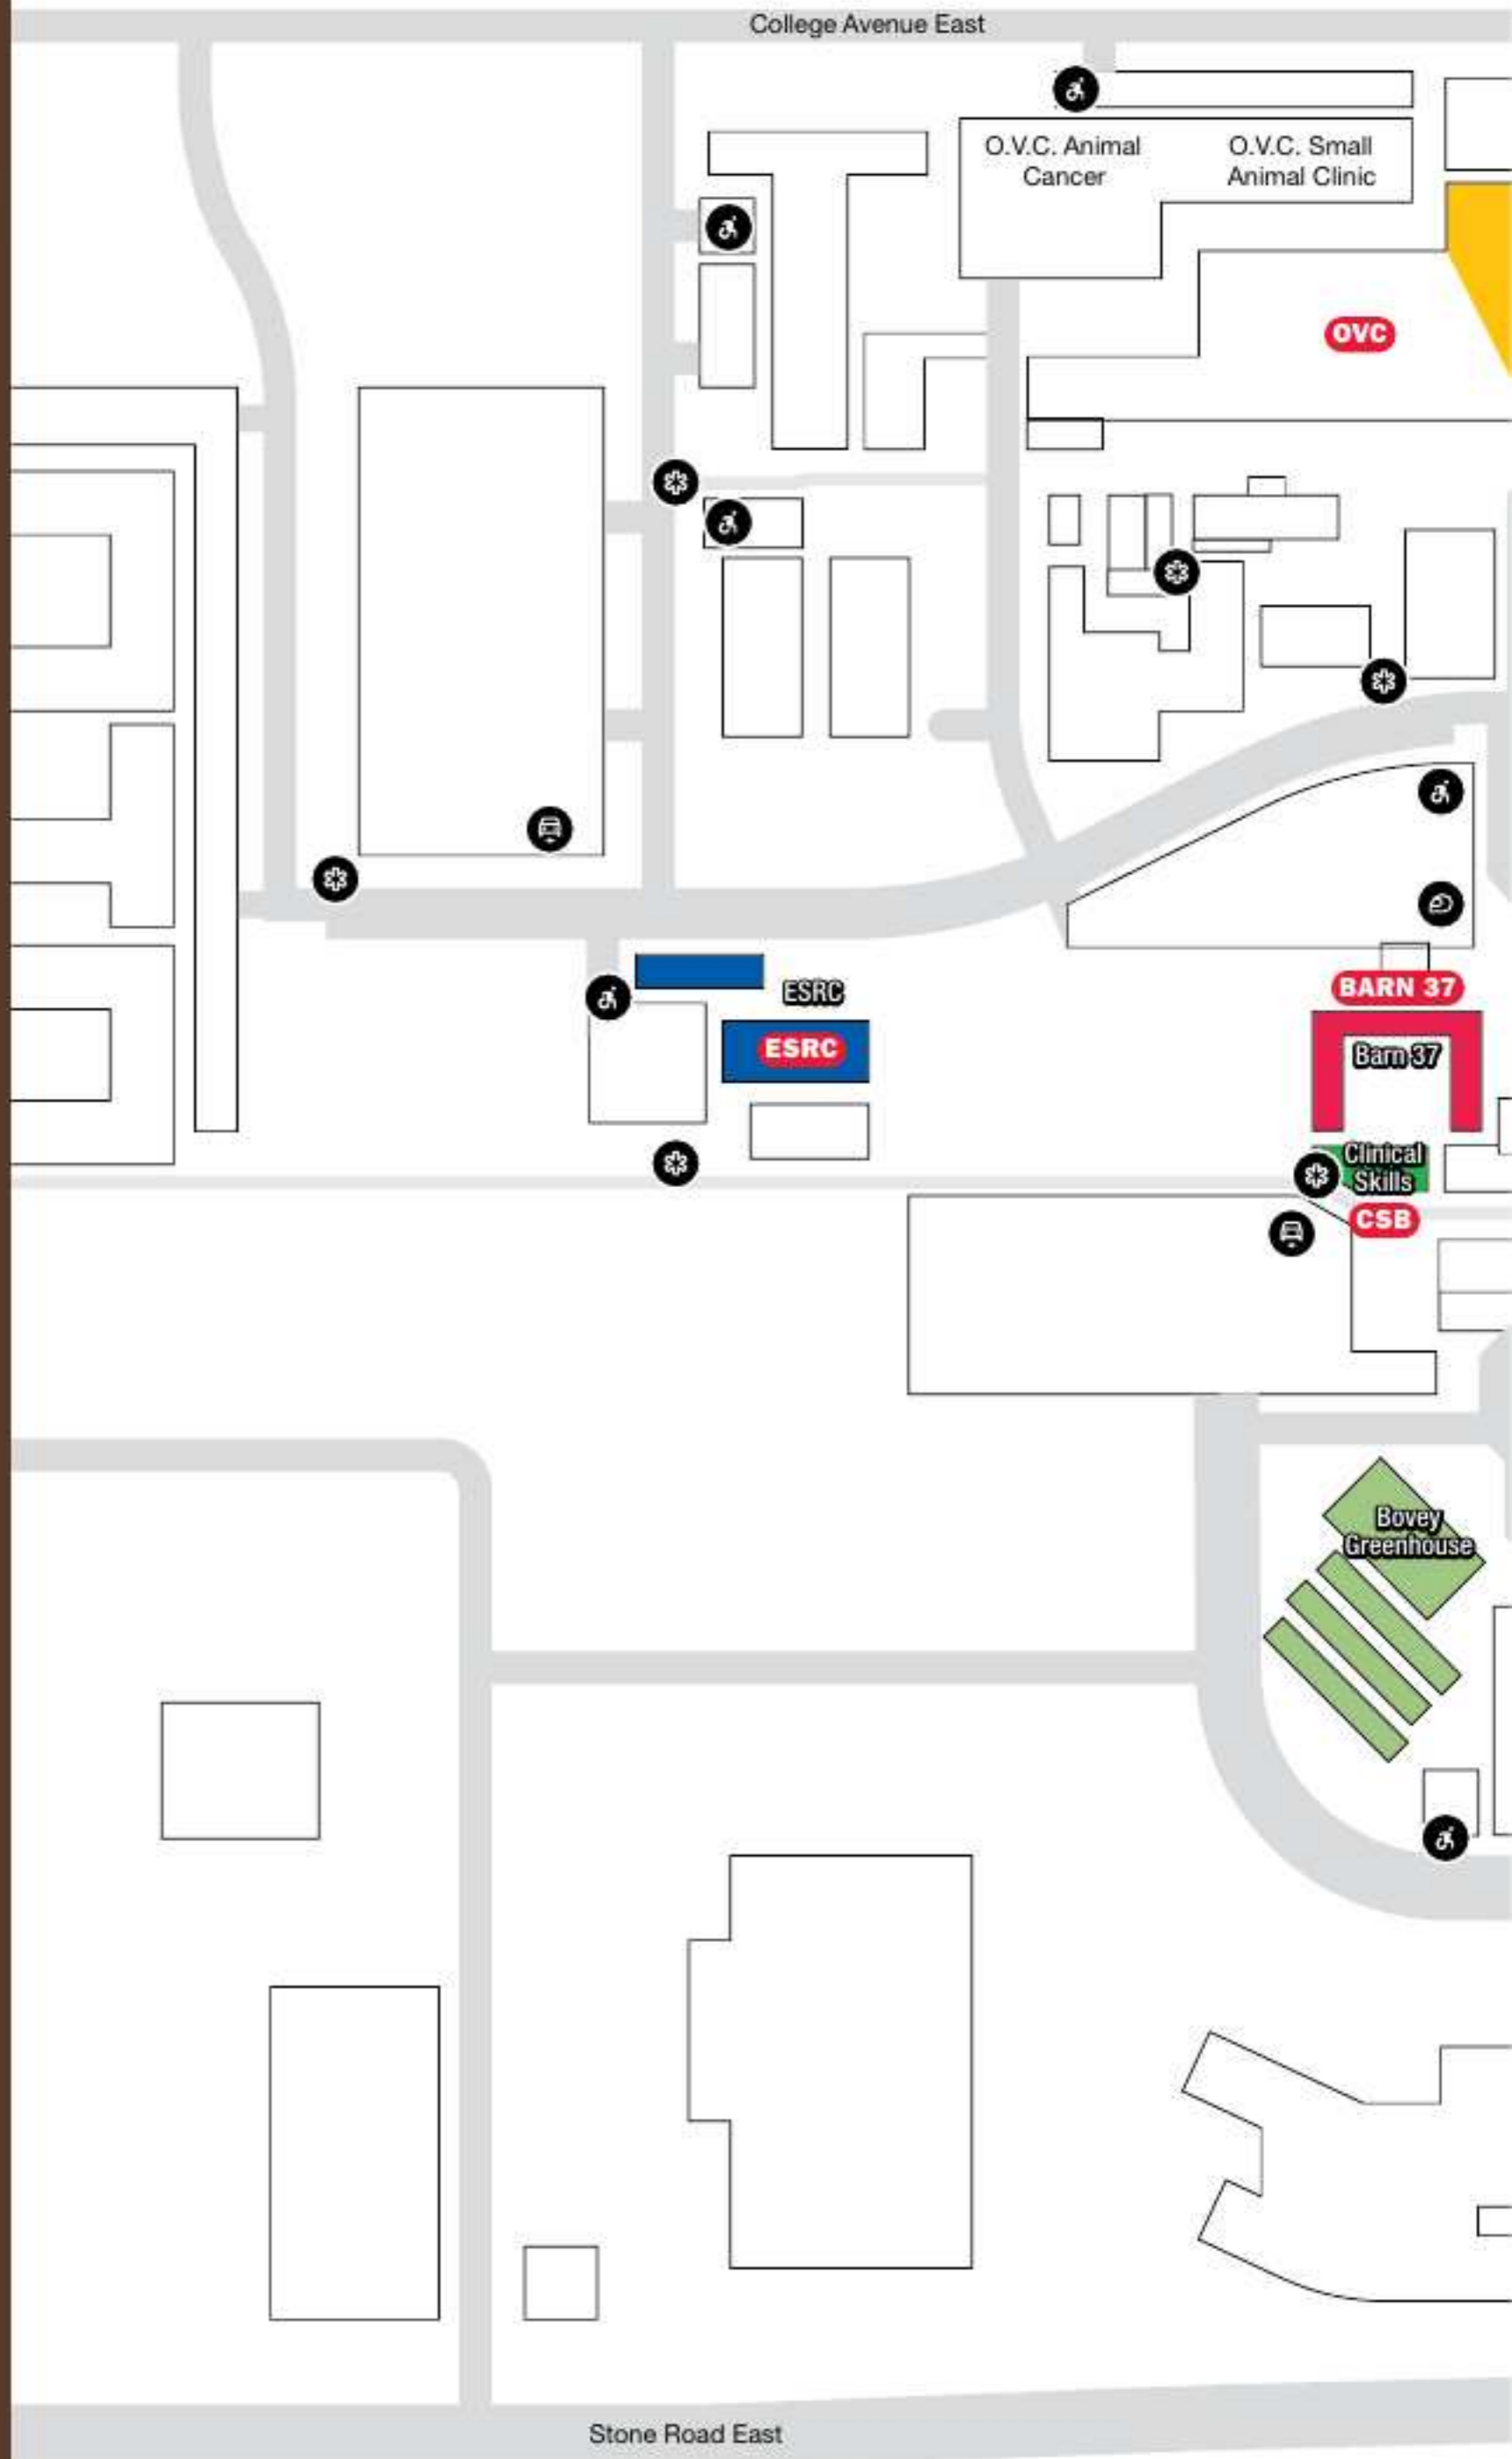 College Avenue East
O.V.C. Animal
Cancer
O.V.C. Small
Animal Clinic
OVC
ESRC
ESRC
BARN 37
Barn 37
Clinical
Skills
CSB
Bovey
Greenhouse
Stone Road East